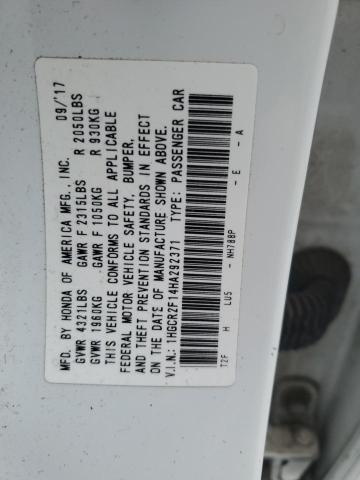 MFD. BY HONDA OF AMERICA MFG., INC. 09/17
GVWR 4321LBS GAWR F 2315LBS R 2050LBS
GVWR 1960KG GAWR F 1050KG R 930KG
THIS VEHICLE CONFORMS TO ALL APPLICABLE
FEDERAL MOTOR VEHICLE SAFETY, BUMPER,
AND THEFT PREVENTION STANDARDS IN EFFECT
ON THE DATE OF MANUFACTURE SHOWN ABOVE.
V.I.N.: 1HGCR2F14HA292371 TYPE: PASSENGER CAR
T2F H LU5 - NH788P - E - A